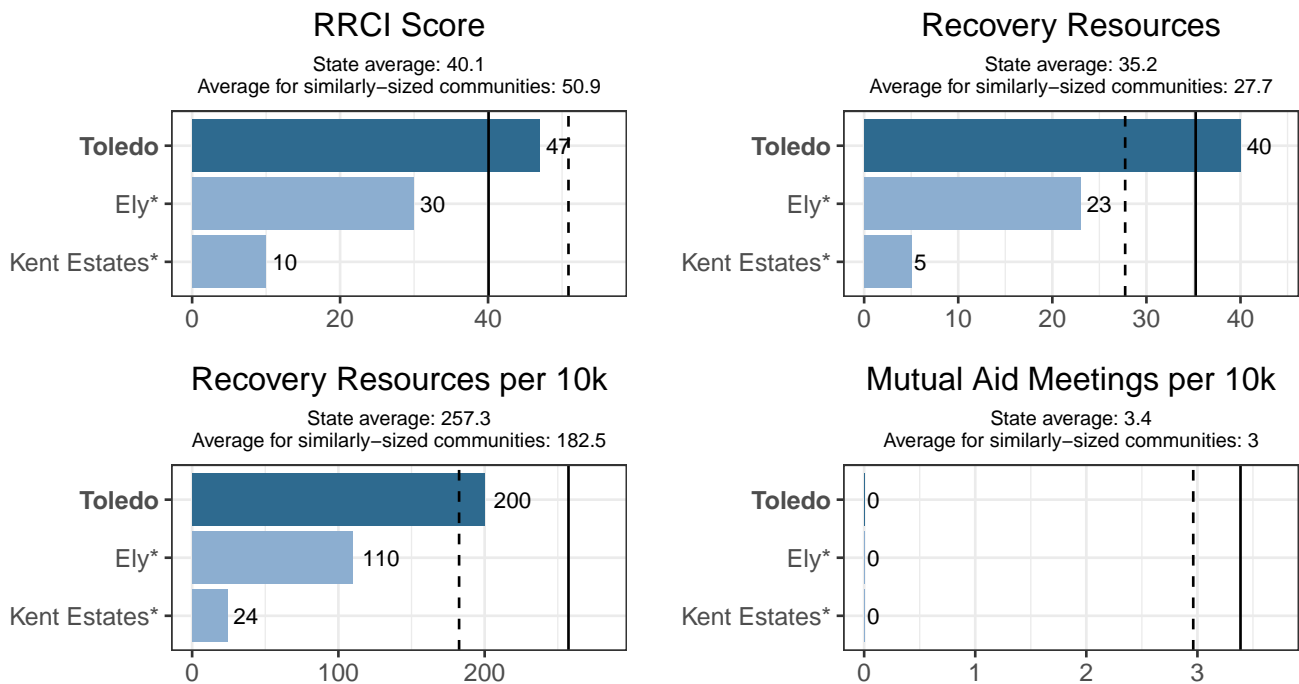 RRCI Score
State average: 40.1
Average for similarly−sized communities: 50.9
Toledo
47
Ely*
30
Kent Estates*
10
0 20 40
Recovery Resources
State average: 35.2
Average for similarly−sized communities: 27.7
Toledo
40
Ely*
23
Kent Estates*
5
0 10 20 30 40
Recovery Resources per 10k
State average: 257.3
Average for similarly−sized communities: 182.5
Toledo
200
Ely*
110
Kent Estates*
24
0 100 200
Mutual Aid Meetings per 10k
State average: 3.4
Average for similarly−sized communities: 3
Toledo
0
Ely*
0
Kent Estates*
0
0 1 2 3